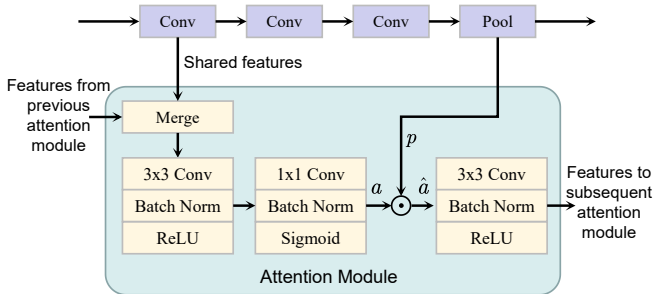 Conv
Conv
Conv
Pool
Shared features
Features from
previous
attention
module
Merge
p
3x3 Conv
Batch Norm
ReLU
1x1 Conv
Batch Norm
Sigmoid
a
â
3x3 Conv
Batch Norm
ReLU
Features to
subsequent
attention
module
Attention Module